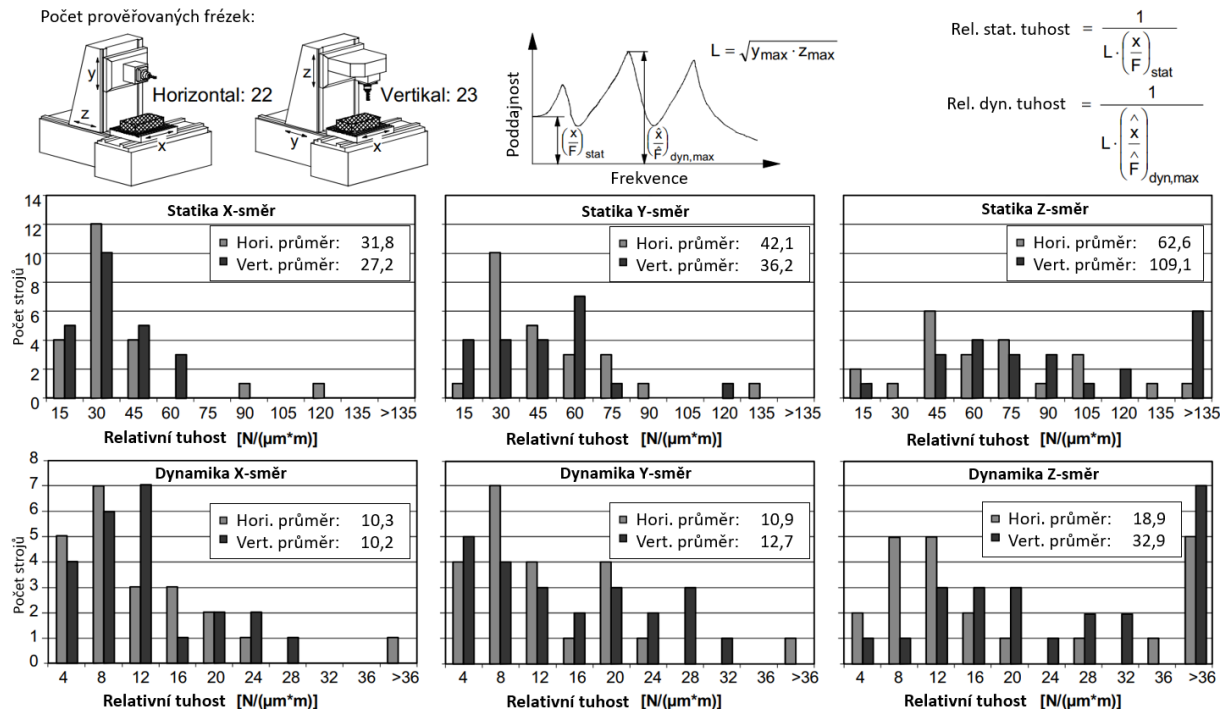 Počet prověřovaných frézek:
y
z
x
Horizontal: 22
z
y
x
Vertikal: 23
Poddajnost
Frekvence
(x/F) stat
(x̂/F̂) dyn,max
L = √(y max · z max)
Rel. stat. tuhost = 1 / (L · (x/F) stat)
Rel. dyn. tuhost = 1 / (L · (x̂/F̂) dyn,max)
Statika X-směr
Hori. průměr: 31,8
Vert. průměr: 27,2
Počet strojů
14
12
10
8
6
4
2
0
15 30 45 60 75 90 105 120 135 >135
Relativní tuhost [N/(µm*m)]
Statika Y-směr
Hori. průměr: 42,1
Vert. průměr: 36,2
15 30 45 60 75 90 105 120 135 >135
Relativní tuhost [N/(µm*m)]
Statika Z-směr
Hori. průměr: 62,6
Vert. průměr: 109,1
15 30 45 60 75 90 105 120 135 >135
Relativní tuhost [N/(µm*m)]
Dynamika X-směr
Hori. průměr: 10,3
Vert. průměr: 10,2
Počet strojů
8
7
6
5
4
3
2
1
0
4 8 12 16 20 24 28 32 36 >36
Relativní tuhost [N/(µm*m)]
Dynamika Y-směr
Hori. průměr: 10,9
Vert. průměr: 12,7
4 8 12 16 20 24 28 32 36 >36
Relativní tuhost [N/(µm*m)]
Dynamika Z-směr
Hori. průměr: 18,9
Vert. průměr: 32,9
4 8 12 16 20 24 28 32 36 >36
Relativní tuhost [N/(µm*m)]